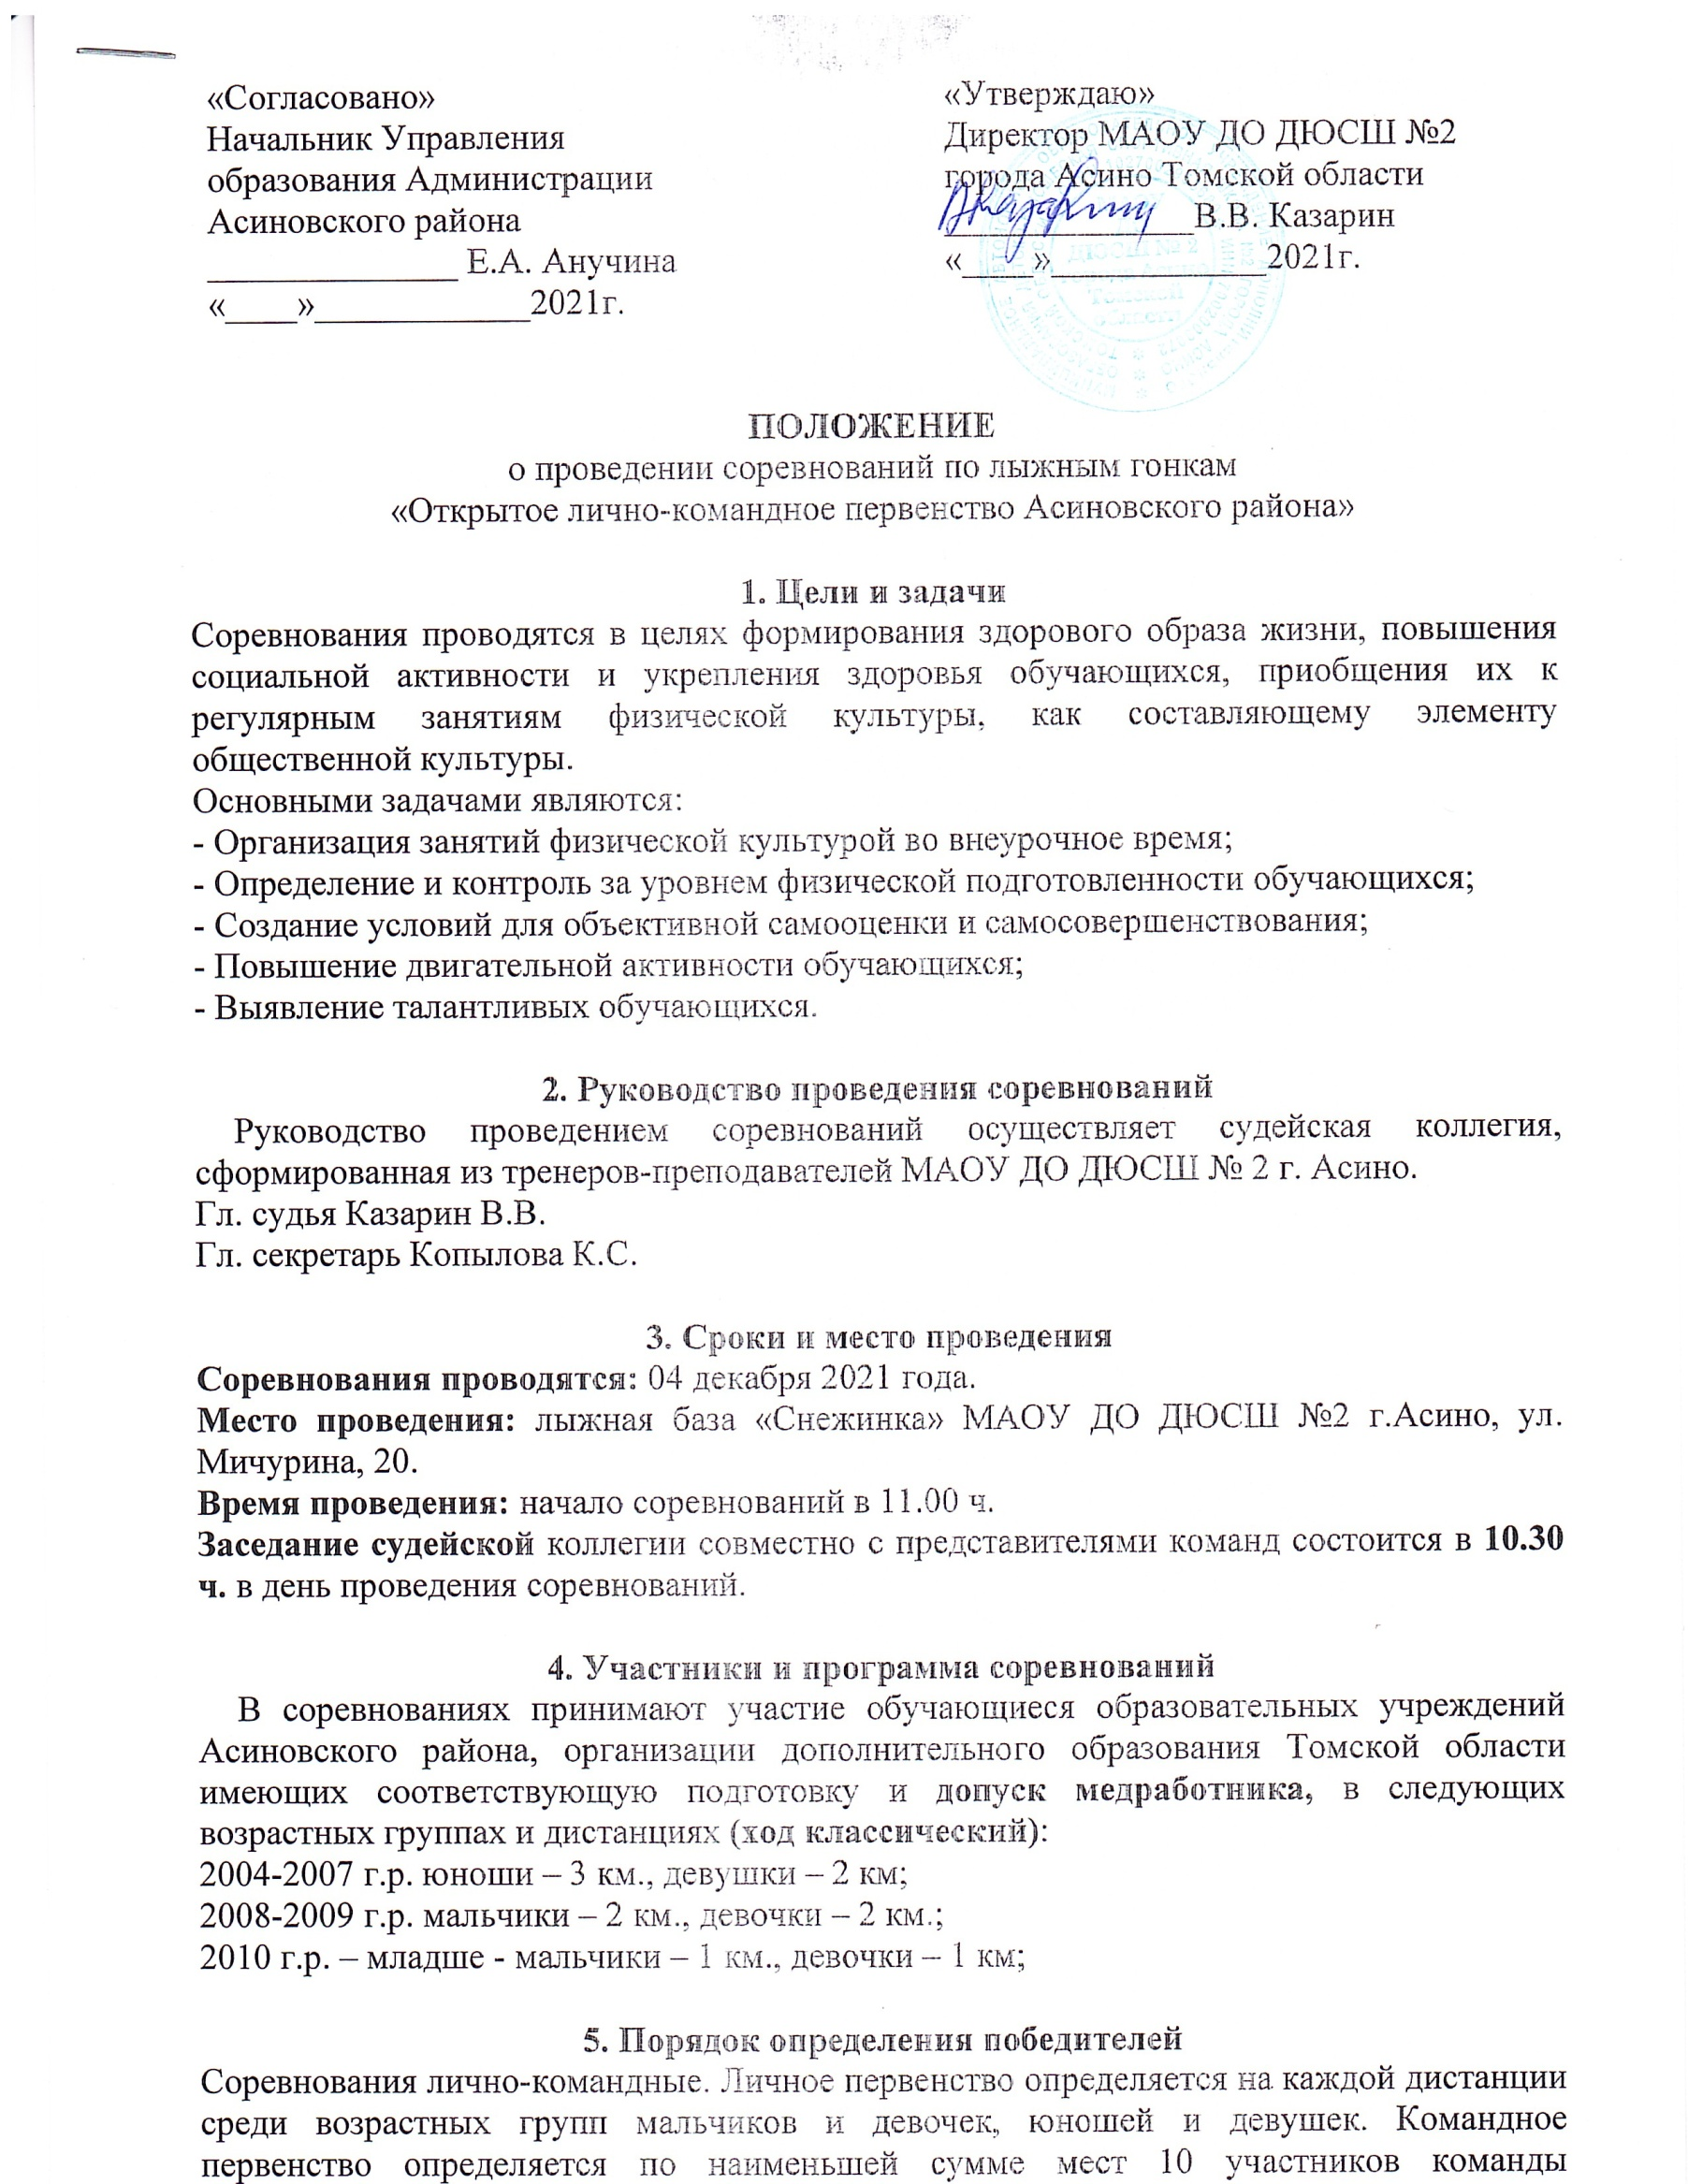 «Согласовано»
Начальник Управления
образования Администрации
Асиновского района
______________ Е.А. Анучина
«____»____________2021г.
«Утверждаю»
Директор МАОУ ДО ДЮСШ №2
города Асино Томской области
______________В.В. Казарин
«____»____________2021г.
ДЮСШ № 2
города Асино
Томской
области
ПОЛОЖЕНИЕ
о проведении соревнований по лыжным гонкам
«Открытое лично-командное первенство Асиновского района»
1. Цели и задачи
Соревнования проводятся в целях формирования здорового образа жизни, повышения
социальной активности и укрепления здоровья обучающихся, приобщения их к
регулярным занятиям физической культуры, как составляющему элементу
общественной культуры.
Основными задачами являются:
- Организация занятий физической культурой во внеурочное время;
- Определение и контроль за уровнем физической подготовленности обучающихся;
- Создание условий для объективной самооценки и самосовершенствования;
- Повышение двигательной активности обучающихся;
- Выявление талантливых обучающихся.
2. Руководство проведения соревнований
Руководство проведением соревнований осуществляет судейская коллегия,
сформированная из тренеров-преподавателей МАОУ ДО ДЮСШ № 2 г. Асино.
Гл. судья Казарин В.В.
Гл. секретарь Копылова К.С.
3. Сроки и место проведения
Соревнования проводятся: 04 декабря 2021 года.
Место проведения: лыжная база «Снежинка» МАОУ ДО ДЮСШ №2 г.Асино, ул.
Мичурина, 20.
Время проведения: начало соревнований в 11.00 ч.
Заседание судейской коллегии совместно с представителями команд состоится в 10.30
ч. в день проведения соревнований.
4. Участники и программа соревнований
В соревнованиях принимают участие обучающиеся образовательных учреждений
Асиновского района, организации дополнительного образования Томской области
имеющих соответствующую подготовку и допуск медработника, в следующих
возрастных группах и дистанциях (ход классический):
2004-2007 г.р. юноши – 3 км., девушки – 2 км;
2008-2009 г.р. мальчики – 2 км., девочки – 2 км.;
2010 г.р. – младше - мальчики – 1 км., девочки – 1 км;
5. Порядок определения победителей
Соревнования лично-командные. Личное первенство определяется на каждой дистанции
среди возрастных групп мальчиков и девочек, юношей и девушек. Командное
первенство определяется по наименьшей сумме мест 10 участников команды